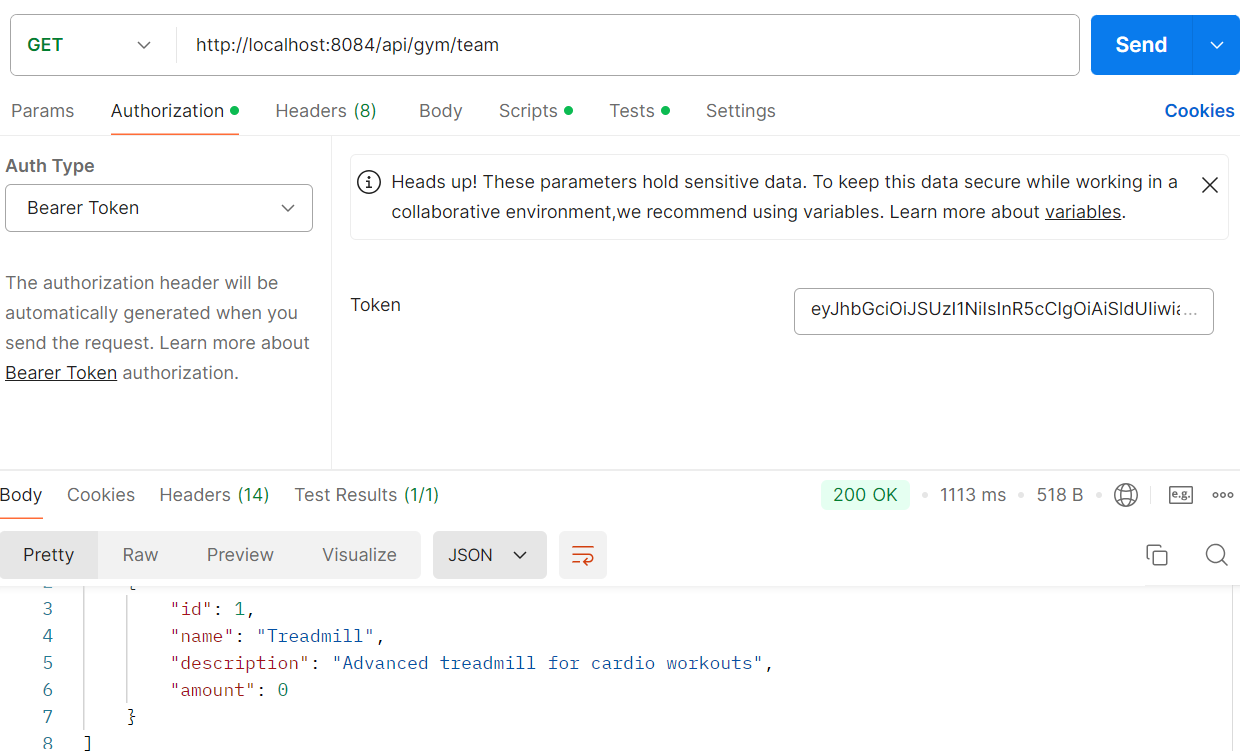 GET http://localhost:8084/api/gym/team Send
Params Authorization Headers (8) Body Scripts Tests Settings Cookies
Auth Type
Bearer Token
The authorization header will be
automatically generated when you
send the request. Learn more about
Bearer Token authorization.
Heads up! These parameters hold sensitive data. To keep this data secure while working in a
collaborative environment,we recommend using variables. Learn more about variables.
Token
Body Cookies Headers (14) Test Results (1/1) 200 OK 1113 ms 518 B e.g.
Pretty Raw Preview Visualize JSON
3 "id": 1,
4 "name": "Treadmill",
5 "description": "Advanced treadmill for cardio workouts",
6 "amount": 0
7 }
8 ]